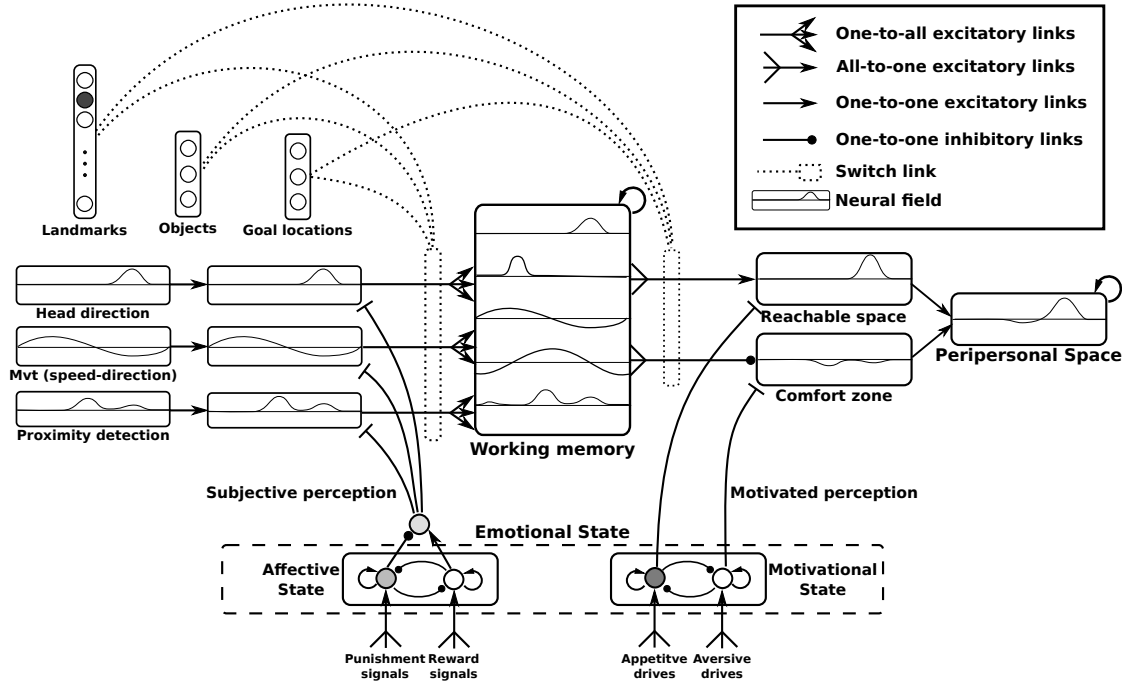 One-to-all excitatory links
All-to-one excitatory links
One-to-one excitatory links
One-to-one inhibitory links
Switch link
Neural field
Landmarks
Objects
Goal locations
Head direction
Mvt (speed-direction)
Proximity detection
Working memory
Reachable space
Comfort zone
Peripersonal Space
Subjective perception
Motivated perception
Emotional State
Affective
State
Motivational
State
Punishment
signals
Reward
signals
Appetitve
drives
Aversive
drives